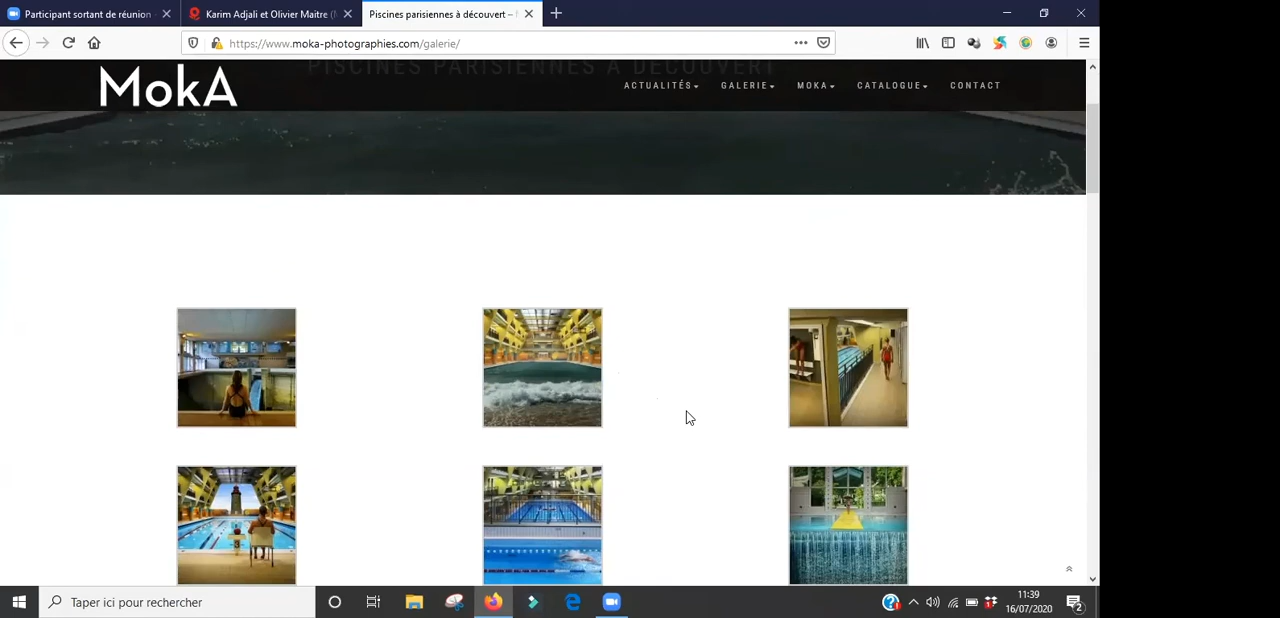 Participant sortant de réunion
Karim Adjali et Olivier Maitre (
Piscines parisiennes à découvert –
https://www.moka-photographies.com/galerie/
PISCINES PARISIENNES À DÉCOUVERT
MokA
ACTUALITÉS
GALERIE
MOKA
CATALOGUE
CONTACT
Taper ici pour rechercher
11:39
16/07/2020
2